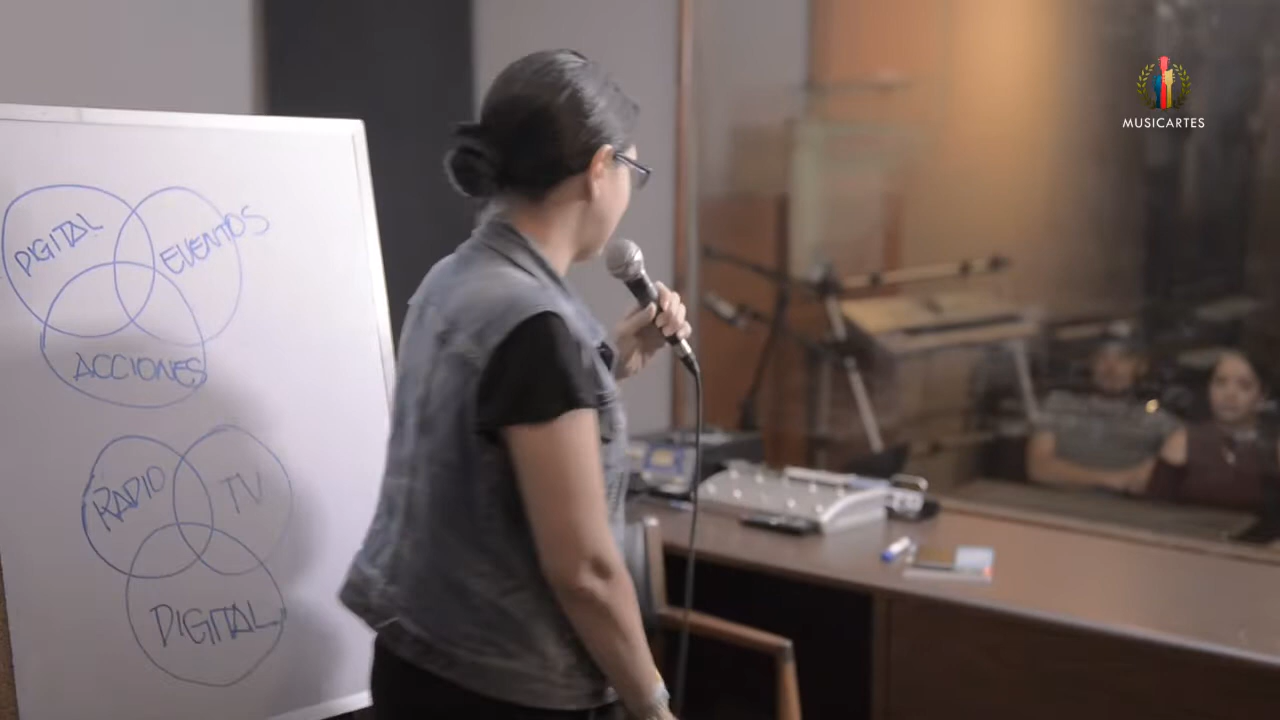 MUSICARTES
DIGITAL
EVENTOS
ACCIONES
RADIO
TV
DIGITAL